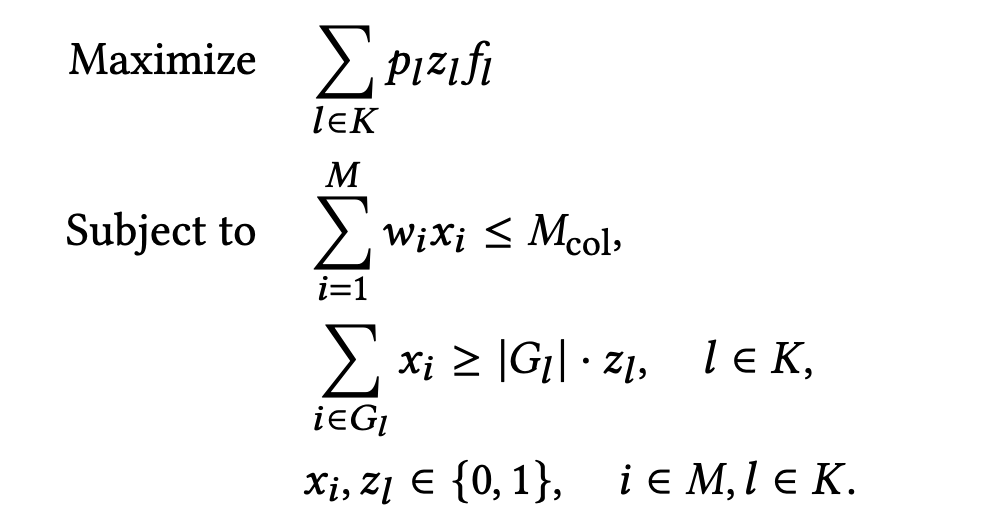 Maximize $\sum_{l \in K} p_l z_l f_l$
Subject to $\sum_{i=1}^{M} w_i x_i \leq M_{\text{col}},$
$\sum_{i \in G_l} x_i \geq |G_l| \cdot z_l, \quad l \in K,$
$x_i, z_l \in \{0, 1\}, \quad i \in M, l \in K.$